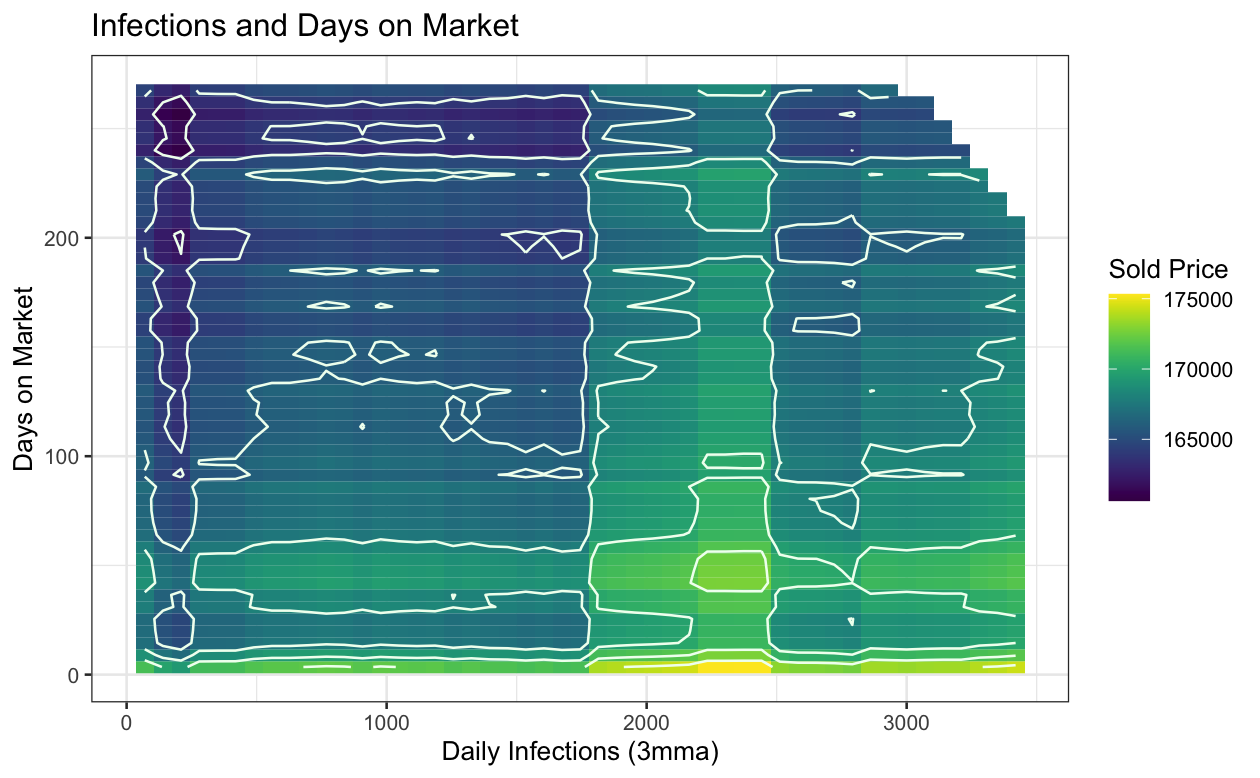 Infections and Days on Market
Days on Market
200
100
0
0
1000
2000
3000
Daily Infections (3mma)
Sold Price
175000
170000
165000